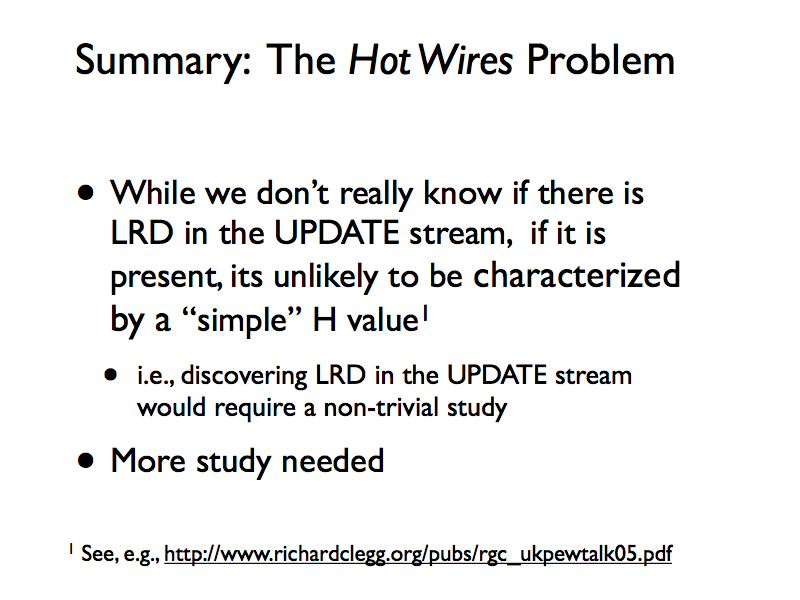 Summary: The Hot Wires Problem
• While we don’t really know if there is
LRD in the UPDATE stream, if it is
present, its unlikely to be characterized
by a “simple” H value¹
• i.e., discovering LRD in the UPDATE stream
would require a non-trivial study
• More study needed
¹ See, e.g., http://www.richardclegg.org/pubs/rgc_ukpewtalk05.pdf